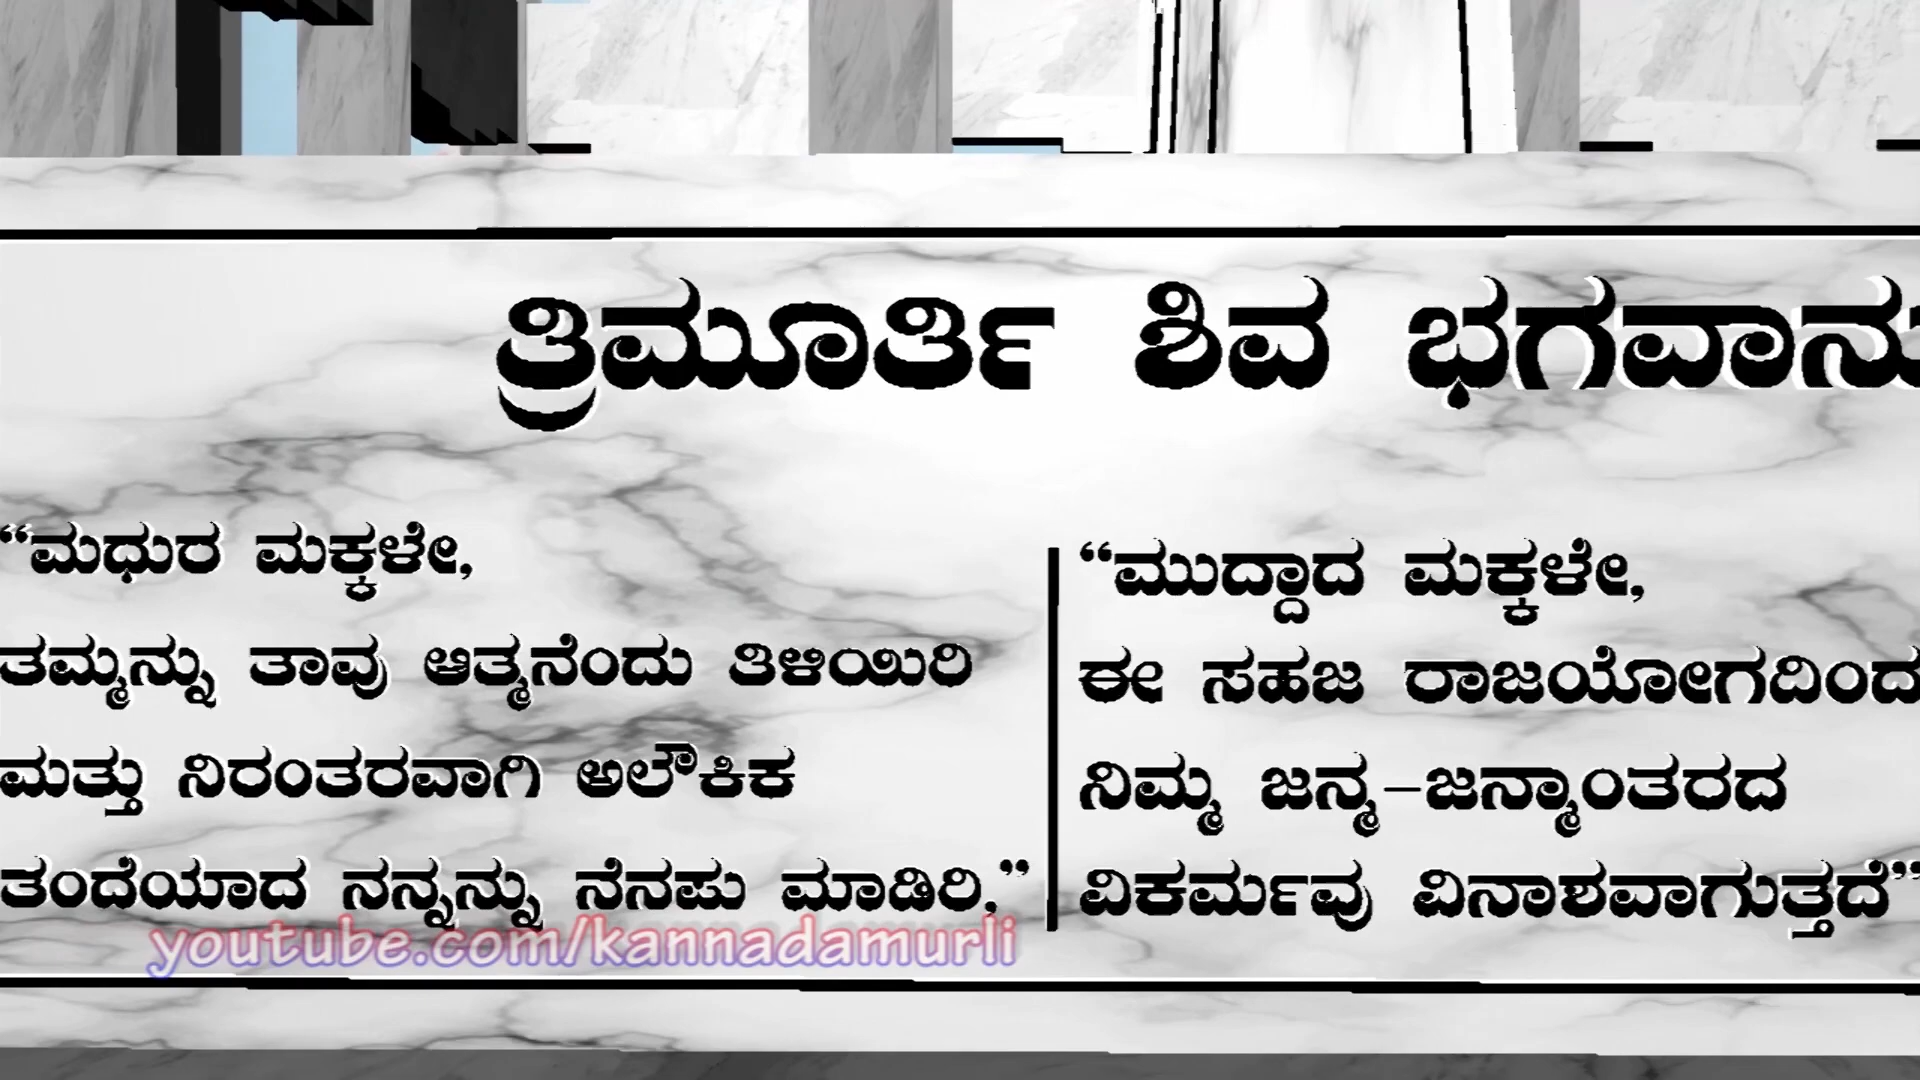 ತ್ರಿಮೂರ್ತಿ ಶಿವ ಭಗವಾನು
“ಮಧುರ ಮಕ್ಕಳೇ,
ತಮ್ಮನ್ನು ತಾವು ಆತ್ಮನೆಂದು ತಿಳಿಯಿರಿ
ಮತ್ತು ನಿರಂತರವಾಗಿ ಅಲೌಕಿಕ
ತಂದೆಯಾದ ನನ್ನನ್ನು ನೆನಪು ಮಾಡಿರಿ.”
“ಮುದ್ದಾದ ಮಕ್ಕಳೇ,
ಈ ಸಹಜ ರಾಜಯೋಗದಿಂದ
ನಿಮ್ಮ ಜನ್ಮ-ಜನ್ಮಾಂತರದ
ವಿಕರ್ಮವು ವಿನಾಶವಾಗುತ್ತದೆ”
youtube.com/kannadamurli